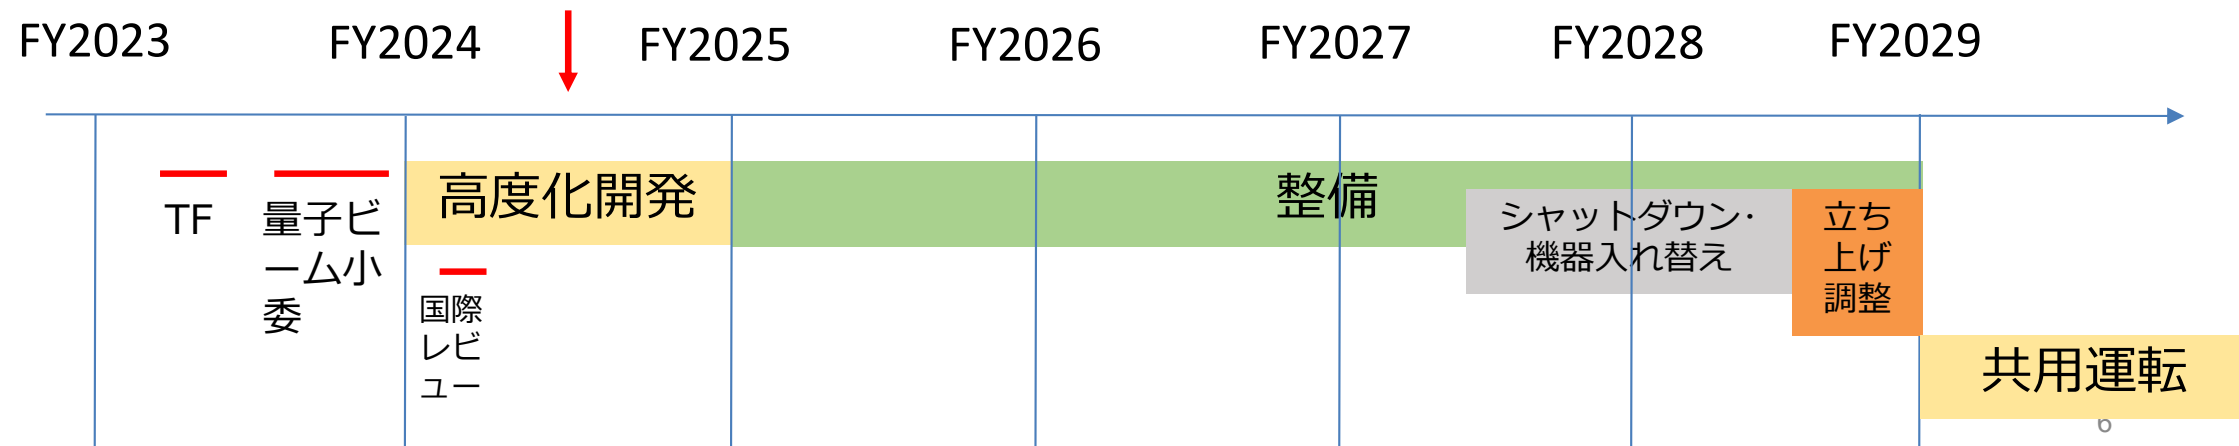 FY2023
FY2024
FY2025
FY2026
FY2027
FY2028
FY2029
TF
量子ビ
ーム小
委
高度化開発
国際
レビ
ュー
整備
シャットダウン・
機器入れ替え
立ち
上げ
調整
共用運転
6